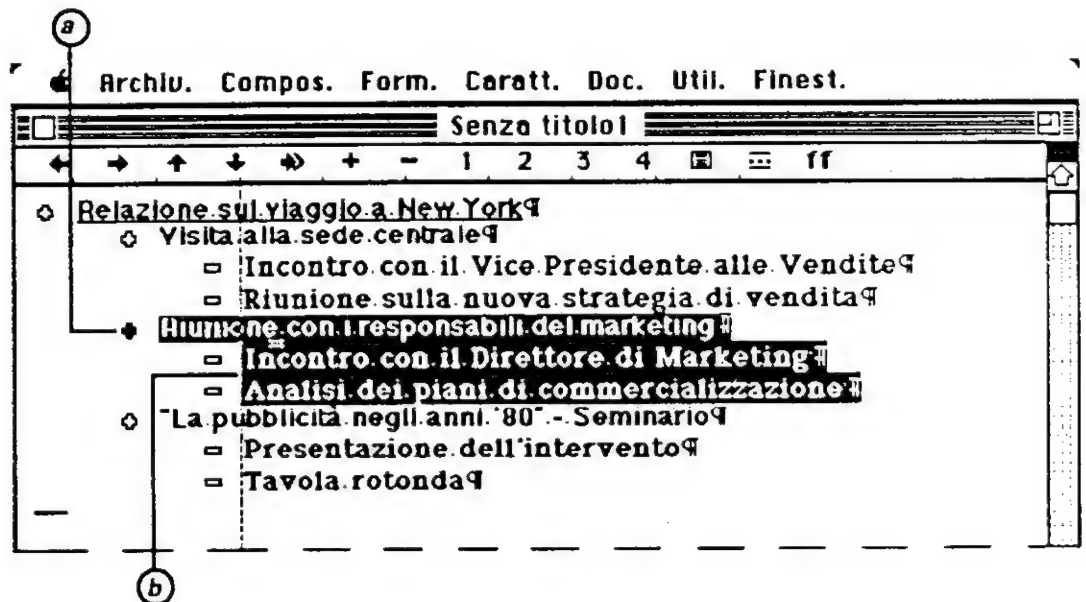 a
Archiv. Compos. Form. Caratt. Doc. Util. Finest.
Senza titolo1
← → ↑ ↓ + − 1 2 3 4 ff
Relazione.sul.viaggio.a.New.York¶
Visita.alla.sede.centrale¶
Incontro.con.il.Vice.Presidente.alle.Vendite¶
Riunione.sulla.nuova.strategia.di.vendita¶
Riunione.con.i.responsabili.del.marketing¶
Incontro.con.il.Direttore.di.Marketing¶
Analisi.dei.piani.di.commercializzazione¶
"La.pubblicità.negli.anni.'80".-.Seminario¶
Presentazione.dell'intervento¶
Tavola.rotonda¶
b